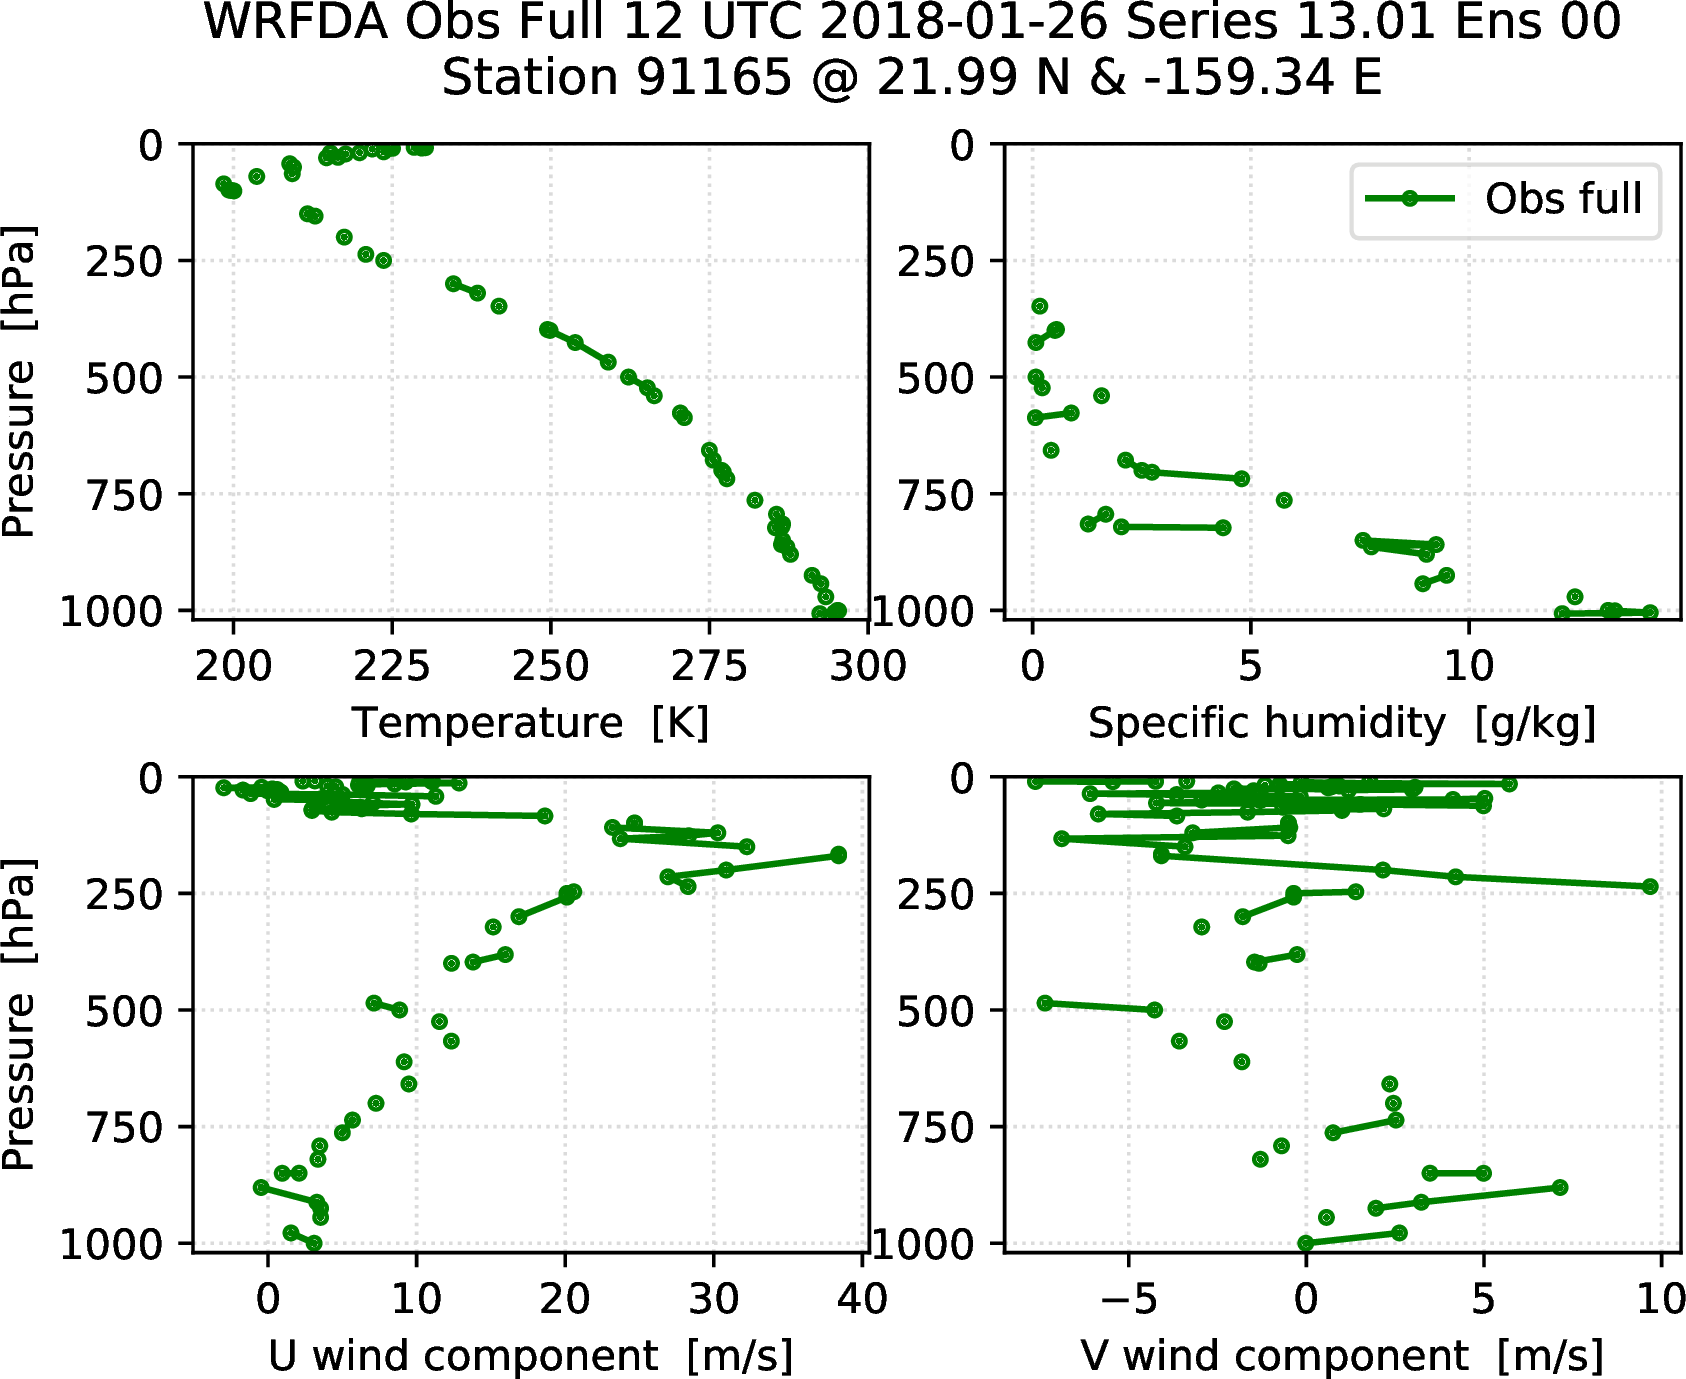 WRFDA Obs Full 12 UTC 2018-01-26 Series 13.01 Ens 00
Station 91165 @ 21.99 N & -159.34 E
0
250
500
750
1000
Pressure [hPa]
200 225 250 275 300
Temperature [K]
0
250
500
750
1000
Obs full
0 5 10
Specific humidity [g/kg]
0
250
500
750
1000
Pressure [hPa]
0 10 20 30 40
U wind component [m/s]
0
250
500
750
1000
−5 0 5 10
V wind component [m/s]